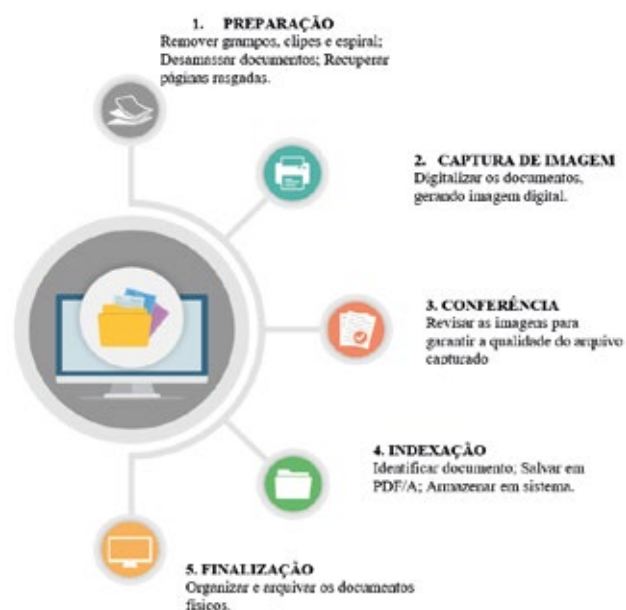 1. PREPARAÇÃO
Remover grampos, clipes e espiral;
Desamassar documentos; Recuperar
páginas rasgadas.
2. CAPTURA DE IMAGEM
Digitalizar os documentos,
gerando imagem digital.
3. CONFERÊNCIA
Revisar as imagens para
garantir a qualidade do arquivo
capturado
4. INDEXAÇÃO
Identificar documento; Salvar em
PDF/A; Armazenar em sistema.
5. FINALIZAÇÃO
Organizar e arquivar os documentos
físicos.